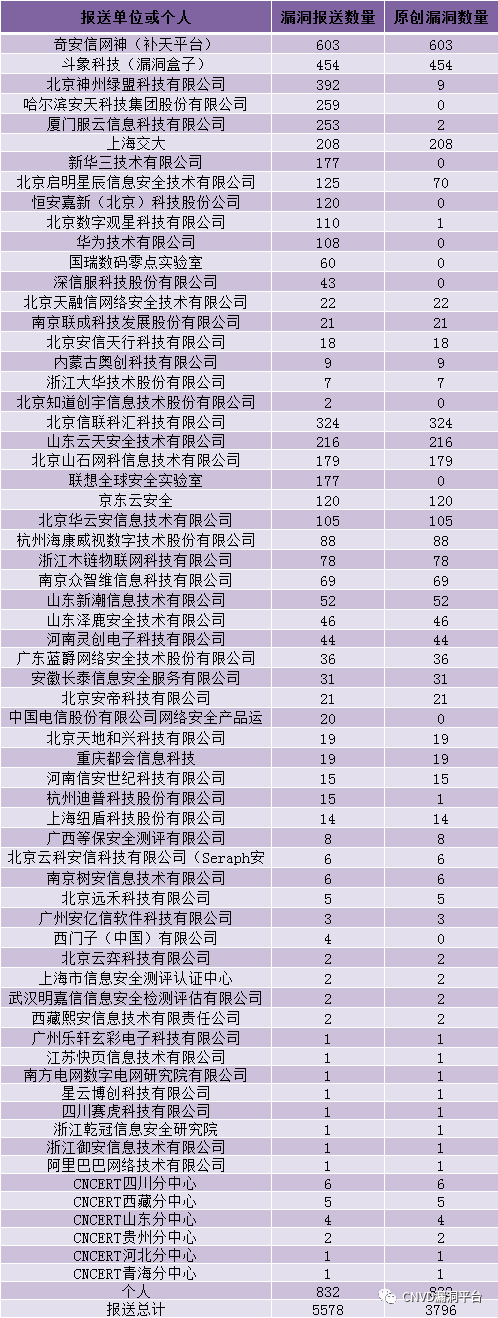 报送单位或个人 漏洞报送数量 原创漏洞数量
奇安信网神（补天平台） 603 603
斗象科技（漏洞盒子） 454 454
北京神州绿盟科技有限公司 392 9
哈尔滨安天科技集团股份有限公司 259 0
厦门服云信息科技有限公司 253 2
上海交大 208 208
新华三技术有限公司 177 0
北京启明星辰信息安全技术有限公司 125 70
恒安嘉新（北京）科技股份公司 120 0
北京数字观星科技有限公司 110 1
华为技术有限公司 108 0
国瑞数码零点实验室 60 0
深信服科技股份有限公司 43 0
北京天融信网络安全技术有限公司 22 22
南京联成科技发展股份有限公司 21 21
北京安信天行科技有限公司 18 18
内蒙古奥创科技有限公司 9 9
浙江大华技术股份有限公司 7 7
北京知道创宇信息技术股份有限公司 2 0
北京信联科汇科技有限公司 324 324
山东云天安全技术有限公司 216 216
北京山石网科信息技术有限公司 179 179
联想全球安全实验室 177 0
京东云安全 120 120
北京华云安信息技术有限公司 105 105
杭州海康威视数字技术股份有限公司 88 88
浙江木链物联网科技有限公司 78 78
南京众智维信息科技有限公司 69 69
山东新潮信息技术有限公司 52 52
山东泽鹿安全技术有限公司 46 46
河南灵创电子科技有限公司 44 44
广东蓝爵网络安全技术股份有限公司 36 36
安徽长泰信息安全服务有限公司 31 31
北京安帝科技有限公司 21 21
中国电信股份有限公司网络安全产品运 20 0
北京天地和兴科技有限公司 19 19
重庆都会信息科技 19 19
河南信安世纪科技有限公司 15 15
杭州迪普科技股份有限公司 15 1
上海纽盾科技股份有限公司 14 14
广西等保安全测评有限公司 8 8
北京云科安信科技有限公司（Seraph安 6 6
南京树安信息技术有限公司 6 6
北京远禾科技有限公司 5 5
广州安亿信软件科技有限公司 3 3
西门子（中国）有限公司 4 0
北京云弈科技有限公司 2 2
上海市信息安全测评认证中心 2 2
武汉明嘉信信息安全检测评估有限公司 2 2
西藏熙安信息技术有限责任公司 2 2
广州乐轩玄彩电子科技有限公司 1 1
江苏快页信息技术有限公司 1 1
南方电网数字电网研究院有限公司 1 1
星云博创科技有限公司 1 1
四川赛虎科技有限公司 1 1
浙江乾冠信息安全研究院 1 1
浙江御安信息技术有限公司 1 1
阿里巴巴网络技术有限公司 1 1
CNCERT四川分中心 6 6
CNCERT西藏分中心 5 5
CNCERT山东分中心 4 4
CNCERT贵州分中心 2 2
CNCERT河北分中心 1 1
CNCERT青海分中心 1 1
个人 832
CNVD漏洞平台
报送总计 5578 3796